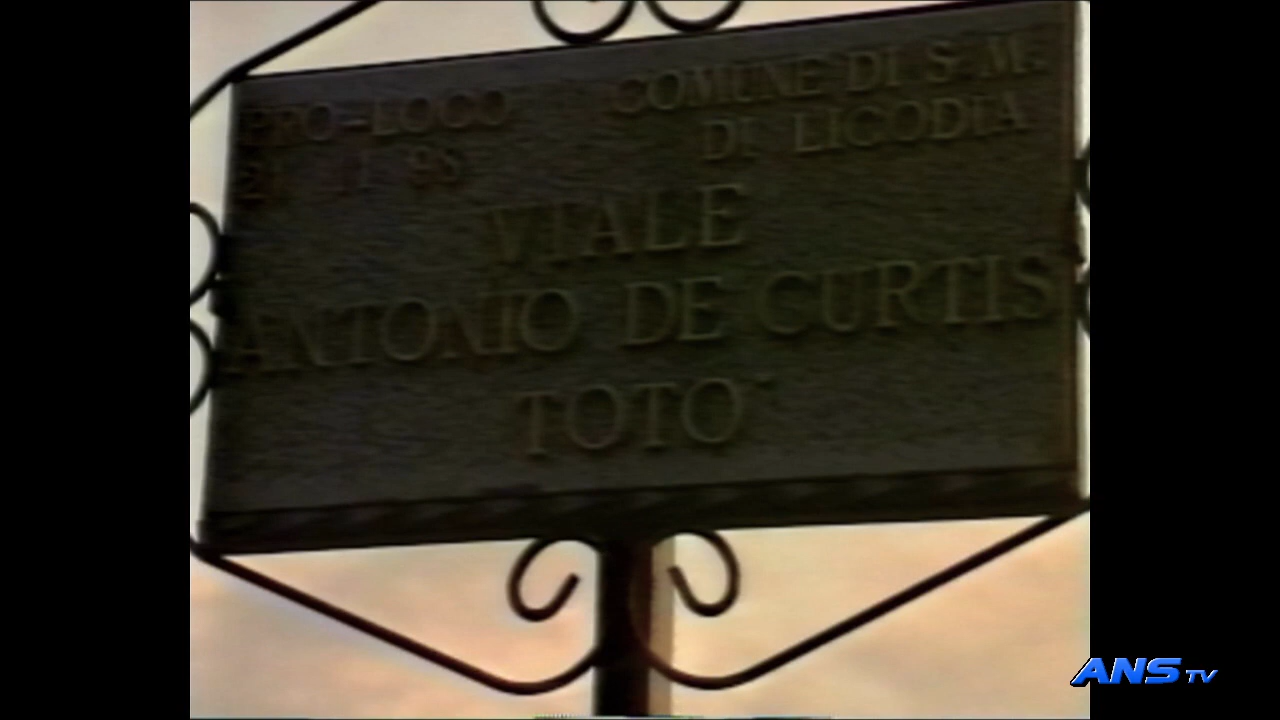 PRO-LOCO
COMUNE DI S. M.
DI LICODIA
VIALE
ANTONIO DE CURTIS
TOTO'
ANS TV